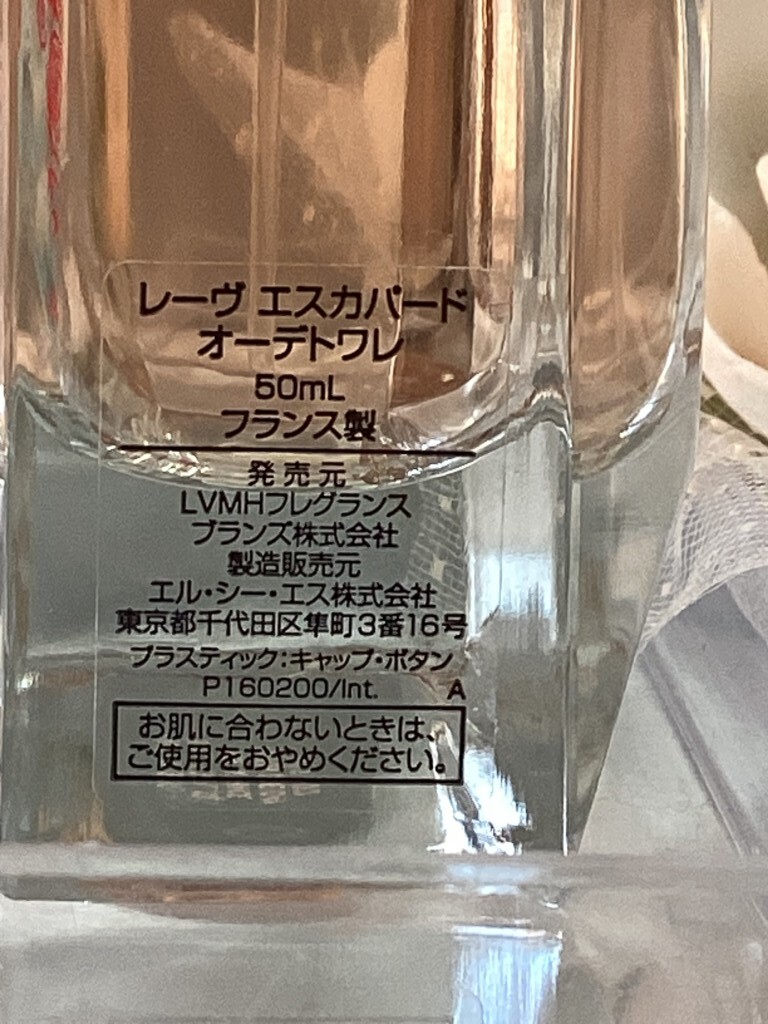 レーヴ エスカパード
オーデトワレ
50mL
フランス製
発売元
LVMHフレグランス
ブランズ株式会社
製造販売元
エル・シー・エス株式会社
東京都千代田区隼町3番16号
プラスティック:キャップ・ボタン
P160200/Int. A
お肌に合わないときは、
ご使用をおやめください。